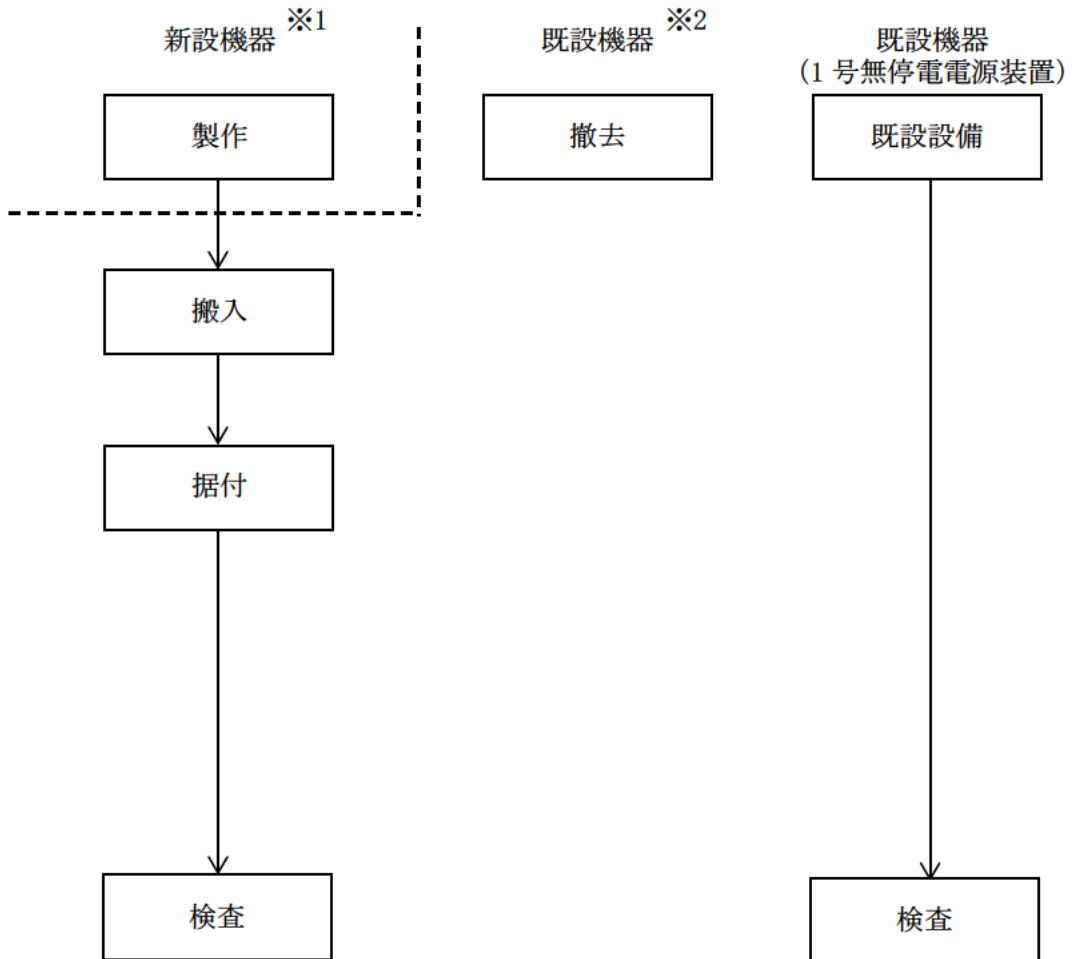 新設機器 ※1
既設機器 ※2
既設機器
(1 号無停電電源装置)
製作
撤去
既設設備
搬入
据付
検査
検査